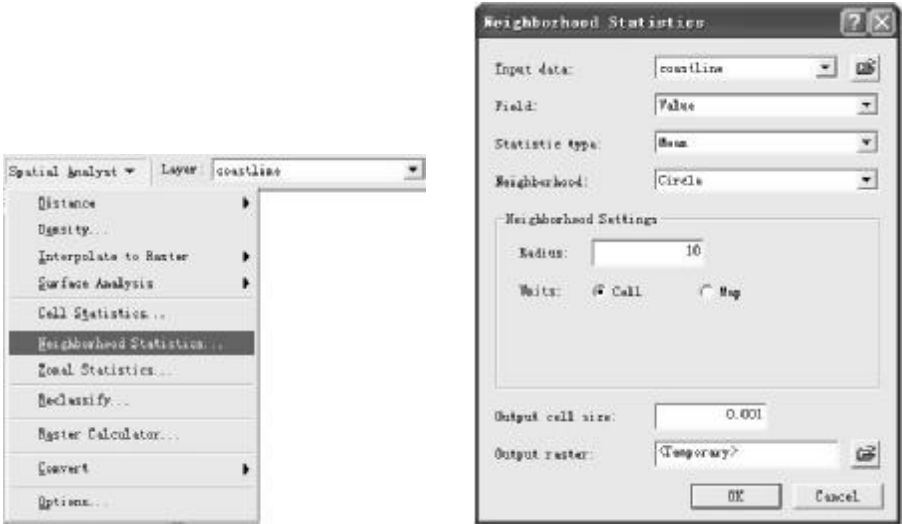 Spatial Analyst
Layer: coastline
Distance
Density...
Interpolate to Raster
Surface Analysis
Cell Statistics...
Neighborhood Statistics...
Zonal Statistics...
Reclassify...
Raster Calculator...
Convert
Options...
Neighborhood Statistics
Input data: coastline
Field: Value
Statistic type: Mean
Neighborhood: Circle
Neighborhood Settings
Radius: 10
Units: Cell Map
Output cell size: 0.001
Output raster: <Temporary>
OK Cancel